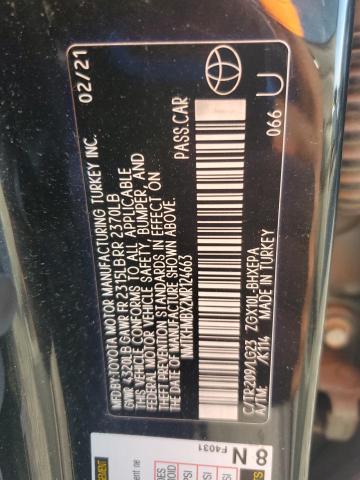 02/21
MFD BY:TOYOTA MOTOR MANUFACTURING TURKEY INC.
GVWR 4525LB GAWR FR 2315LB RR 2370LB
THIS VEHICLE CONFORMS TO ALL APPLICABLE
FEDERAL MOTOR VEHICLE SAFETY, BUMPER, AND
THEFT PREVENTION STANDARDS IN EFFECT ON
THE DATE OF MANUFACTURE SHOWN ABOVE.
PASS.CAR
C/TR:209/LG23 ZGX10L-BHXEPA
A/TM: /K114
MADE IN TURKEY
066 U
8 N
F4031